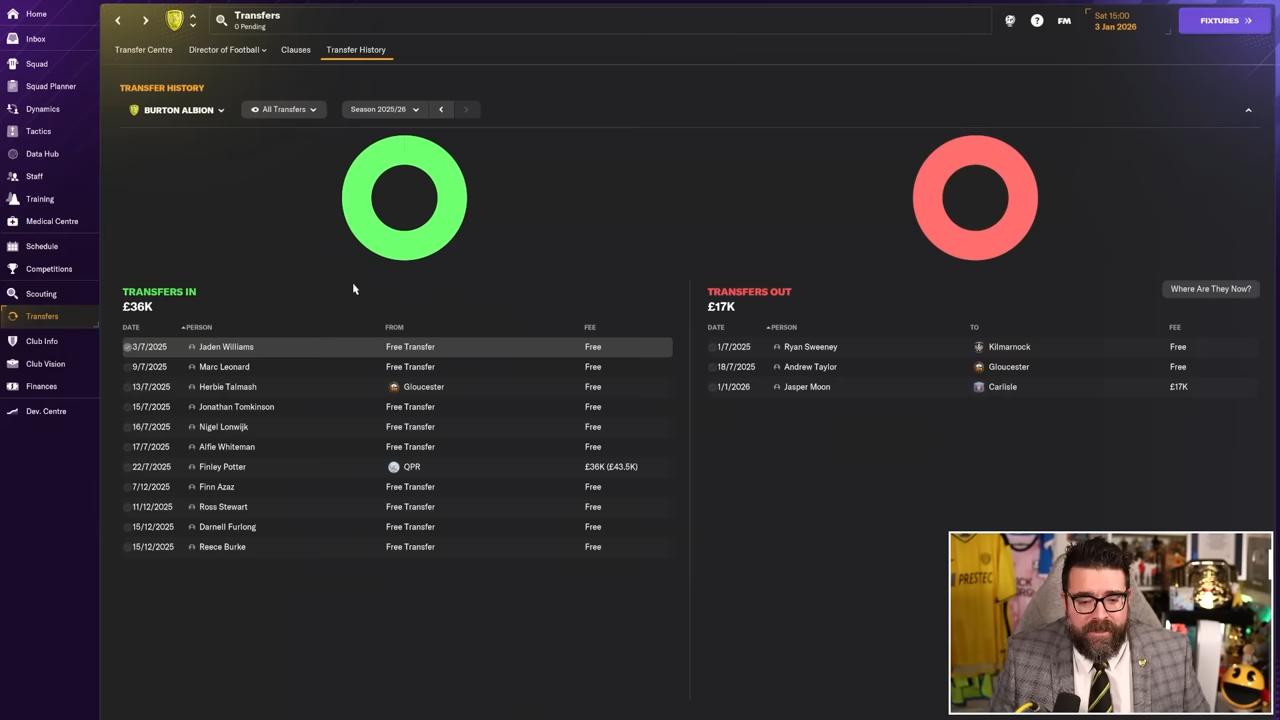 Home
Transfers
0 Pending
FM
Sat 15:00
3 Jan 2026
FIXTURES
Inbox
Squad
Squad Planner
Dynamics
Tactics
Data Hub
Staff
Training
Medical Centre
Schedule
Competitions
Scouting
Transfers
Club Info
Club Vision
Finances
Dev. Centre
Transfer Centre Director of Football Clauses Transfer History
TRANSFER HISTORY
BURTON ALBION All Transfers Season 2025/26
TRANSFERS IN
£36K
DATE PERSON FROM FEE
3/7/2025 Jaden Williams Free Transfer Free
9/7/2025 Marc Leonard Free Transfer Free
13/7/2025 Herbie Talmash Gloucester Free
15/7/2025 Jonathan Tomkinson Free Transfer Free
16/7/2025 Nigel Lonwijk Free Transfer Free
17/7/2025 Alfie Whiteman Free Transfer Free
22/7/2025 Finley Potter QPR £36K (£43.5K)
7/12/2025 Finn Azaz Free Transfer Free
11/12/2025 Ross Stewart Free Transfer Free
15/12/2025 Darnell Furlong Free Transfer Free
15/12/2025 Reece Burke Free Transfer Free
TRANSFERS OUT
£17K
Where Are They Now?
DATE PERSON TO FEE
1/7/2025 Ryan Sweeney Kilmarnock Free
18/7/2025 Andrew Taylor Gloucester Free
1/1/2026 Jasper Moon Carlisle £17K
PRESTEC